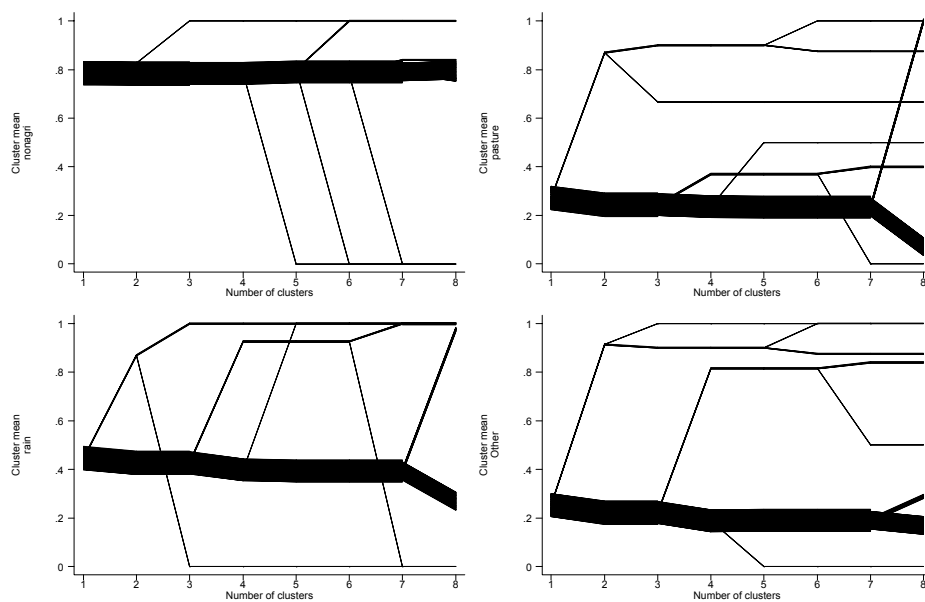 1
.8
.6
.4
.2
0
Cluster mean
nonagri
1 2 3 4 5 6 7 8
Number of clusters
1
.8
.6
.4
.2
0
Cluster mean
pasture
1 2 3 4 5 6 7 8
Number of clusters
1
.8
.6
.4
.2
0
Cluster mean
rain
1 2 3 4 5 6 7 8
Number of clusters
1
.8
.6
.4
.2
0
Cluster mean
Other
1 2 3 4 5 6 7 8
Number of clusters